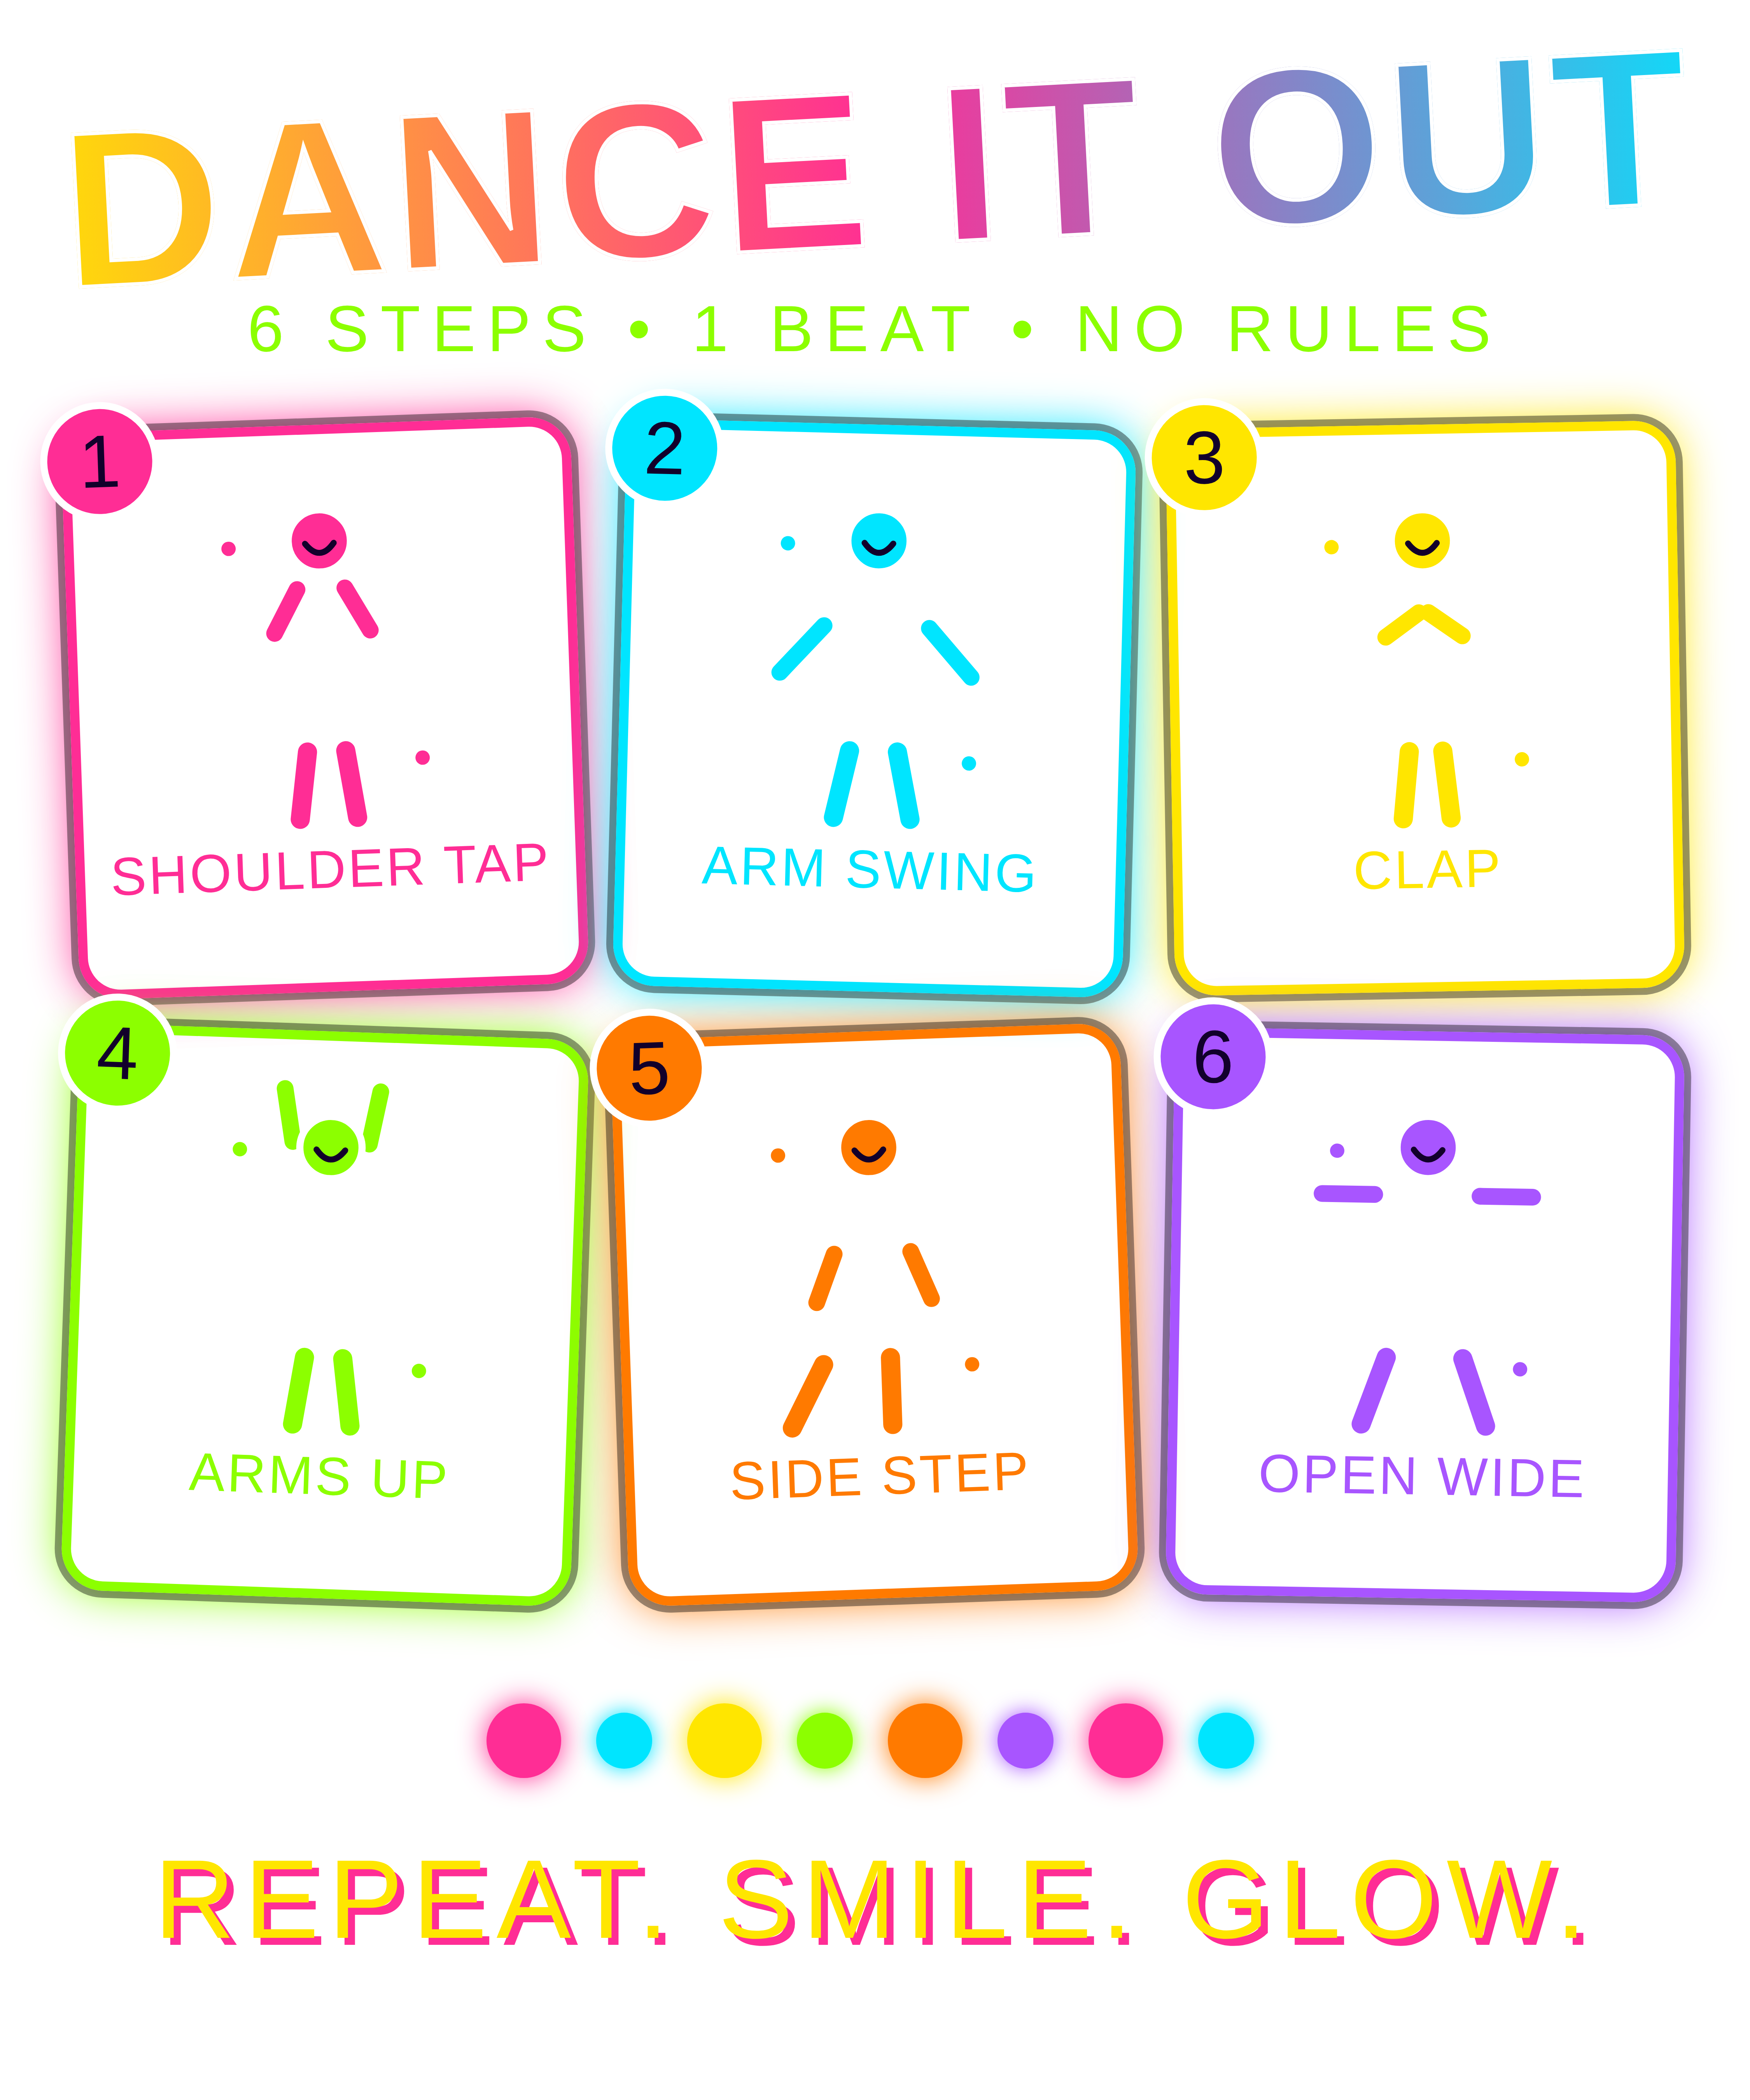 DANCE IT OUT
6 STEPS • 1 BEAT • NO RULES
1
SHOULDER TAP
2
ARM SWING
3
CLAP
4
ARMS UP
5
SIDE STEP
6
OPEN WIDE
REPEAT. SMILE. GLOW.